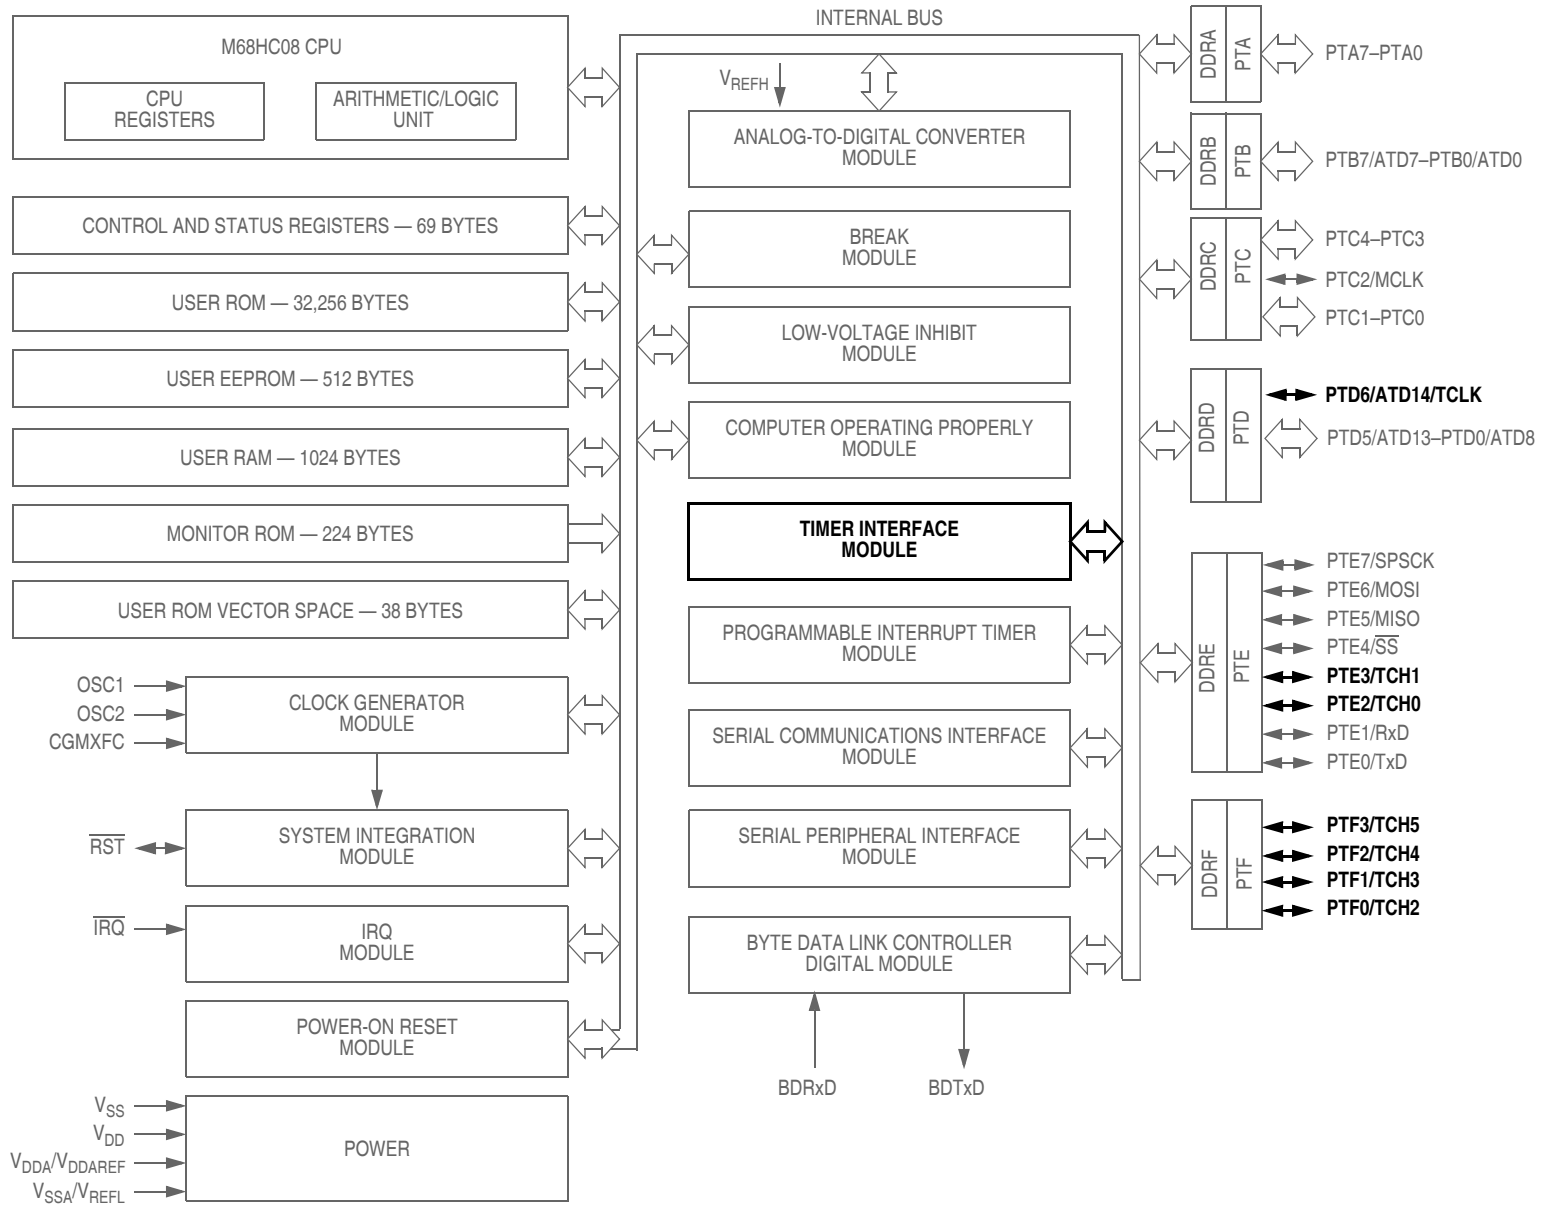 INTERNAL BUS
M68HC08 CPU
CPU
REGISTERS
ARITHMETIC/LOGIC
UNIT
CONTROL AND STATUS REGISTERS — 69 BYTES
USER ROM — 32,256 BYTES
USER EEPROM — 512 BYTES
USER RAM — 1024 BYTES
MONITOR ROM — 224 BYTES
USER ROM VECTOR SPACE — 38 BYTES
OSC1
OSC2
CGMXFC
CLOCK GENERATOR
MODULE
RST
SYSTEM INTEGRATION
MODULE
IRQ
IRQ
MODULE
POWER-ON RESET
MODULE
VSS
VDD
VDDA/VDDAREF
VSSA/VREFL
POWER
VREFH
ANALOG-TO-DIGITAL CONVERTER
MODULE
BREAK
MODULE
LOW-VOLTAGE INHIBIT
MODULE
COMPUTER OPERATING PROPERLY
MODULE
TIMER INTERFACE
MODULE
PROGRAMMABLE INTERRUPT TIMER
MODULE
SERIAL COMMUNICATIONS INTERFACE
MODULE
SERIAL PERIPHERAL INTERFACE
MODULE
BYTE DATA LINK CONTROLLER
DIGITAL MODULE
BDRxD
BDTxD
DDRA
PTA
PTA7–PTA0
DDRB
PTB
PTB7/ATD7–PTB0/ATD0
DDRC
PTC
PTC4–PTC3
PTC2/MCLK
PTC1–PTC0
DDRD
PTD
PTD6/ATD14/TCLK
PTD5/ATD13–PTD0/ATD8
DDRE
PTE
PTE7/SPSCK
PTE6/MOSI
PTE5/MISO
PTE4/SS
PTE3/TCH1
PTE2/TCH0
PTE1/RxD
PTE0/TxD
DDRF
PTF
PTF3/TCH5
PTF2/TCH4
PTF1/TCH3
PTF0/TCH2